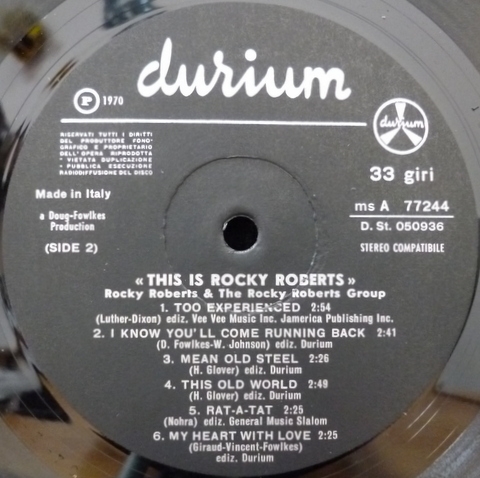 durium
P 1970
durium
RISERVATI TUTTI I DIRITTI
DEL PRODUTTORE FONO-
GRAFICO E PROPRIETARIO
DELL'OPERA RIPRODOTTA
- VIETATA DUPLICAZIONE
- PUBBLICA ESECUZIONE
RADIODIFFUSIONE DEL DISCO
33 giri
Made in Italy
ms A 77244
a Doug-Fowlkes
Production
D. St. 050936
(SIDE 2)
STEREO COMPATIBILE
« THIS IS ROCKY ROBERTS »
Rocky Roberts & The Rocky Roberts Group
1. TOO EXPERIENCED 2:54
(Luther-Dixon) ediz. Vee Vee Music Inc. Jamerica Publishing Inc.
2. I KNOW YOU'LL COME RUNNING BACK 2:41
(D. Fowlkes-W. Johnson) ediz. Durium
3. MEAN OLD STEEL 2:26
(H. Glover) ediz. Durium
4. THIS OLD WORLD 2:49
(H. Glover) ediz. Durium
5. RAT-A-TAT 2:25
(Nohra) ediz. General Music Slalom
6. MY HEART WITH LOVE 2:25
(Giraud-Vincent-Fowlkes)
ediz. Durium